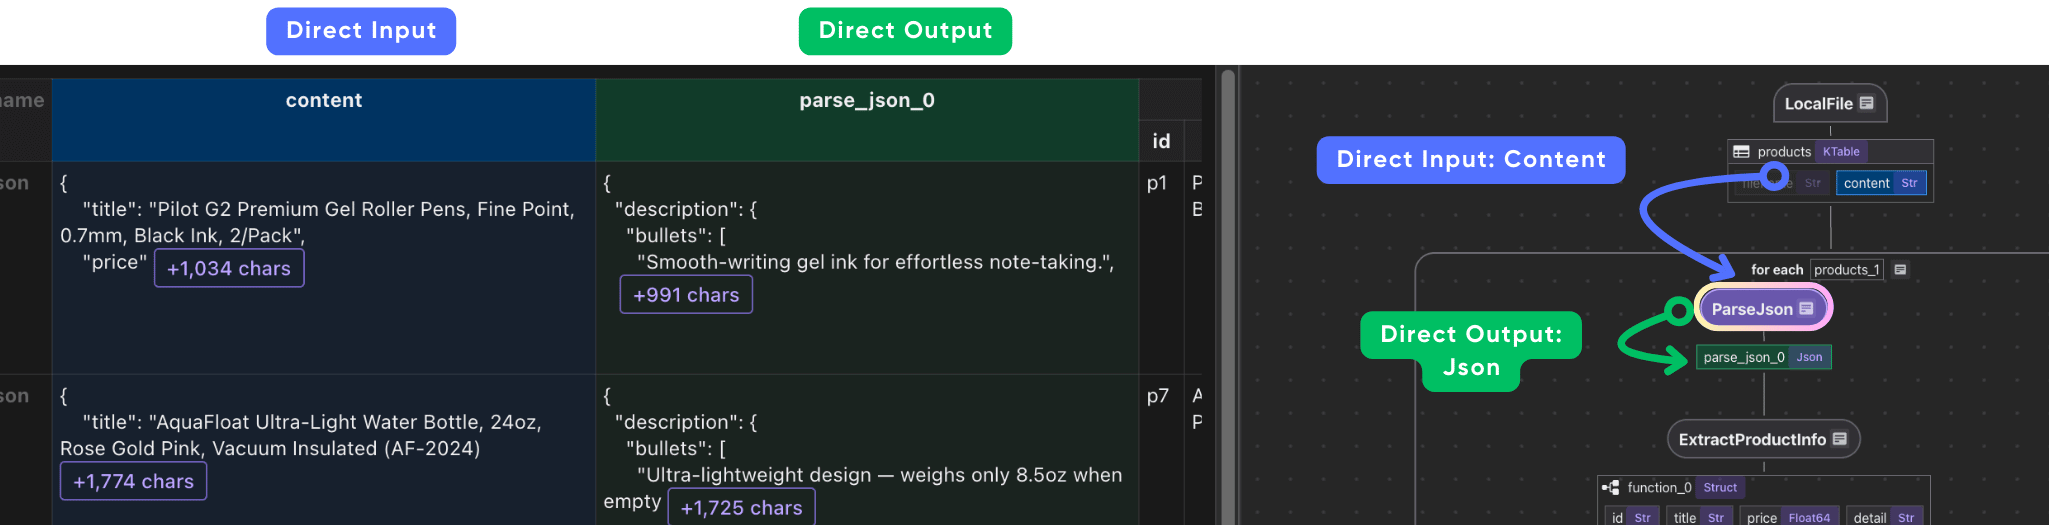 Direct Input
Direct Output
name
content
parse_json_0
id
son
{
"title": "Pilot G2 Premium Gel Roller Pens, Fine Point,
0.7mm, Black Ink, 2/Pack",
"price" +1,034 chars
{
"description": {
"bullets": [
"Smooth-writing gel ink for effortless note-taking.",
+991 chars
p1
P
B
son
{
"title": "AquaFloat Ultra-Light Water Bottle, 24oz,
Rose Gold Pink, Vacuum Insulated (AF-2024)
+1,774 chars
{
"description": {
"bullets": [
"Ultra-lightweight design — weighs only 8.5oz when
empty +1,725 chars
p7
A
P
LocalFile
Direct Input: Content
products KTable
Str content Str
for each products_1
ParseJson
Direct Output:
Json
parse_json_0 Json
ExtractProductInfo
function_0 Struct
id Str title Str price Float64 detail Str